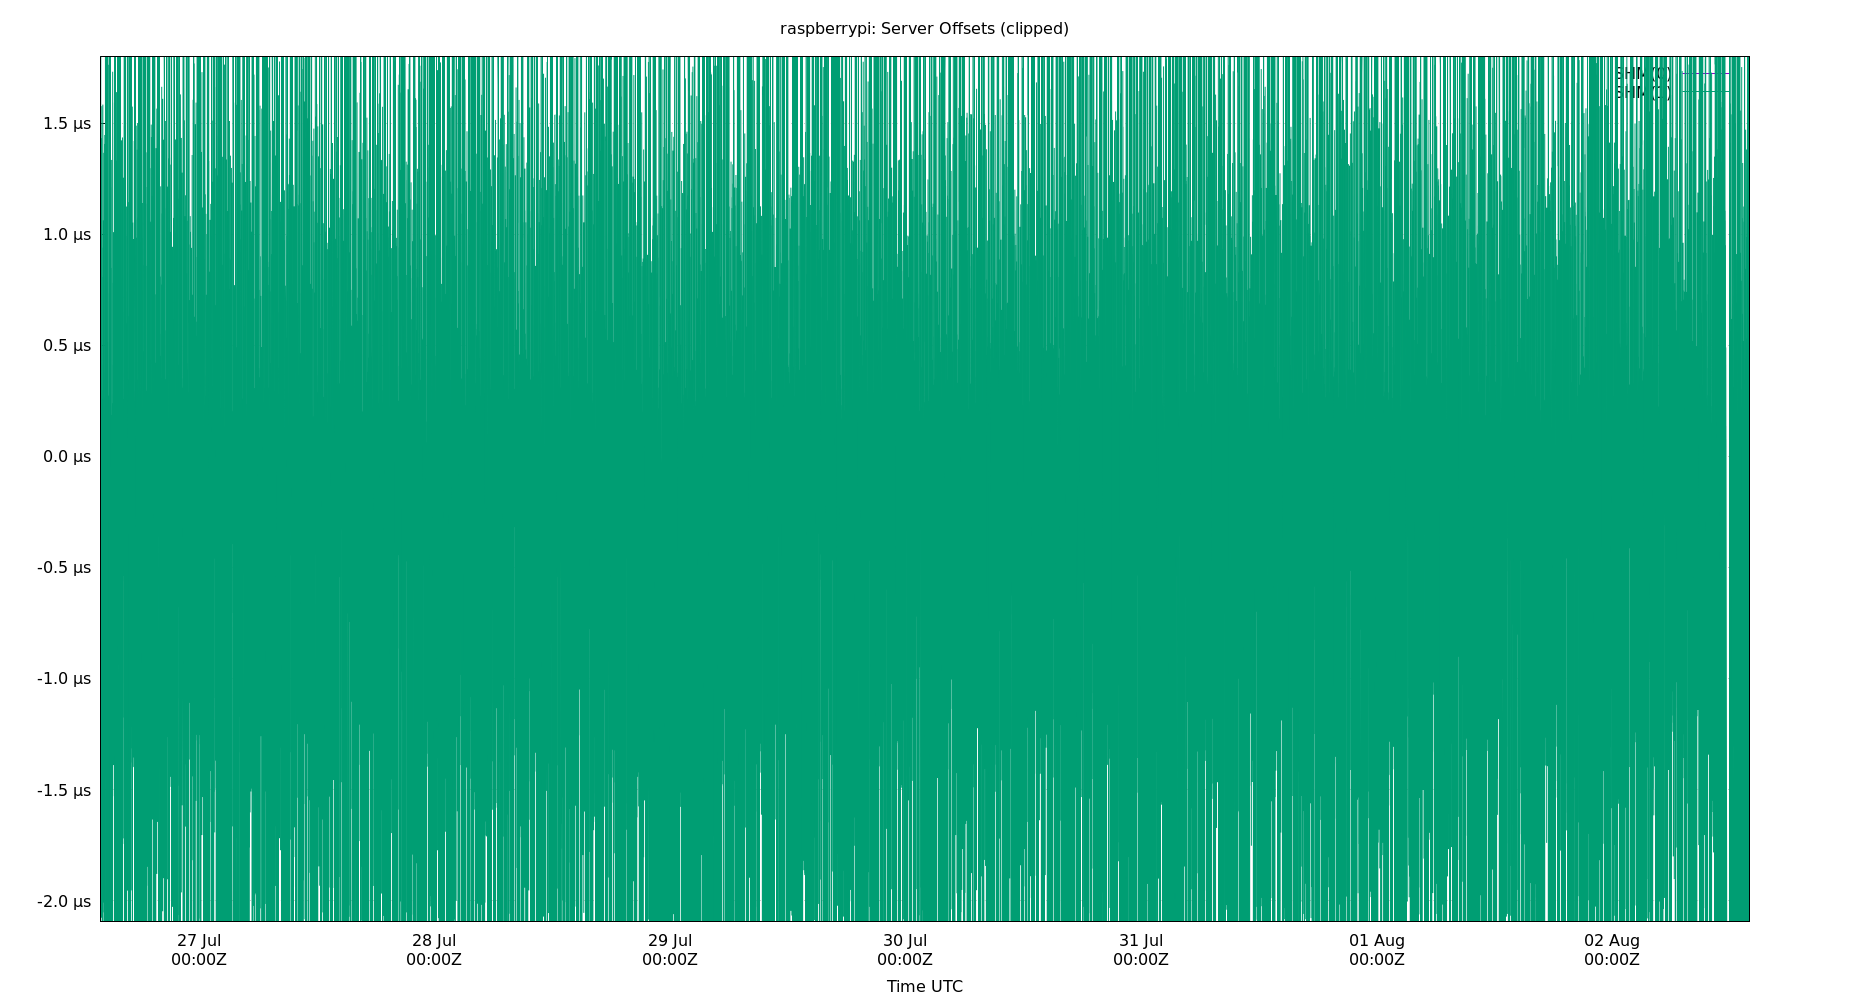 raspberrypi: Server Offsets (clipped)
SHM(0)
1.5 µs
1.0 µs
0.5 µs
0.0 µs
-0.5 µs
-1.0 µs
-1.5 µs
-2.0 µs
27 Jul 28 Jul 29 Jul 30 Jul 31 Jul 01 Aug 02 Aug
00:00Z 00:00Z 00:00Z 00:00Z 00:00Z 00:00Z 00:00Z
Time UTC